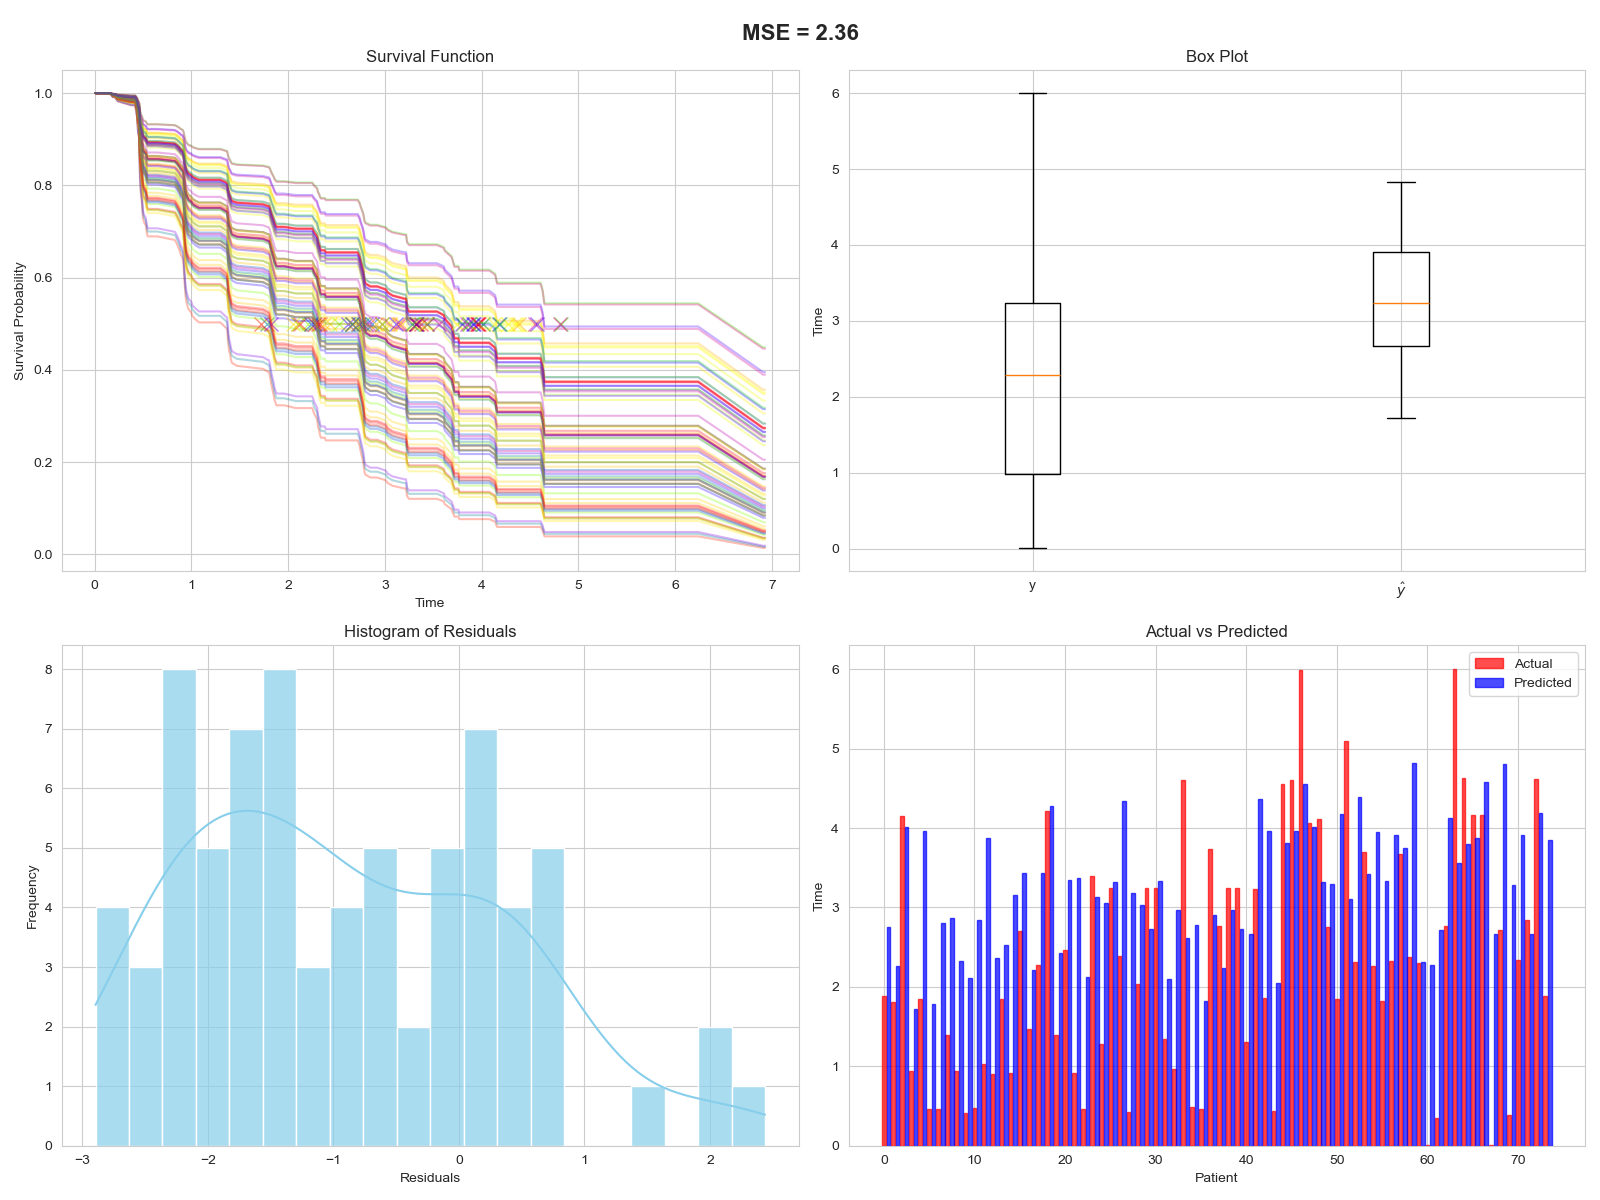 MSE = 2.36
Survival Function
1.0
0.8
0.6
0.4
0.2
0.0
Survival Probability
0 1 2 3 4 5 6 7
Time
Box Plot
6
5
4
3
2
1
0
Time
y ŷ
Histogram of Residuals
8
7
6
5
4
3
2
1
0
Frequency
−3 −2 −1 0 1 2
Residuals
Actual vs Predicted
Actual
Predicted
6
5
4
3
2
1
0
Time
0 10 20 30 40 50 60 70
Patient